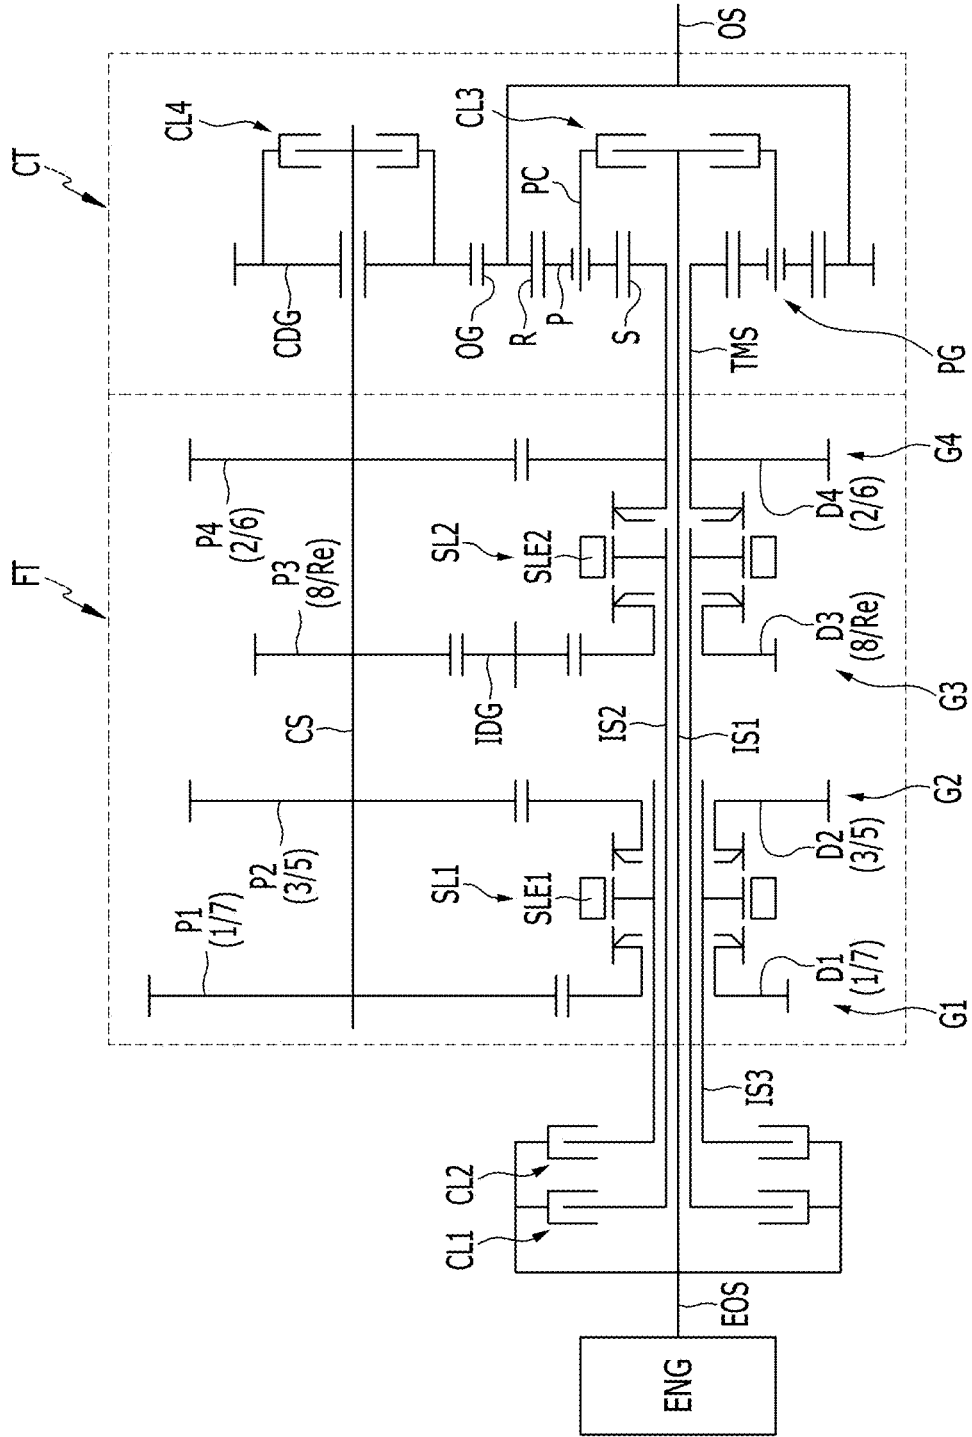 FT
CT
P1
(1/7)
P2
(3/5)
P3
(8/Re)
P4
(2/6)
CDG
CL4
CS
IDG
OG
R
P
S
PC
CL3
OS
CL1
CL2
SL1
SLE1
SL2
SLE2
IS2
IS1
TMS
PG
ENG
EOS
IS3
D1
(1/7)
D2
(3/5)
D3
(8/Re)
D4
(2/6)
G1
G2
G3
G4